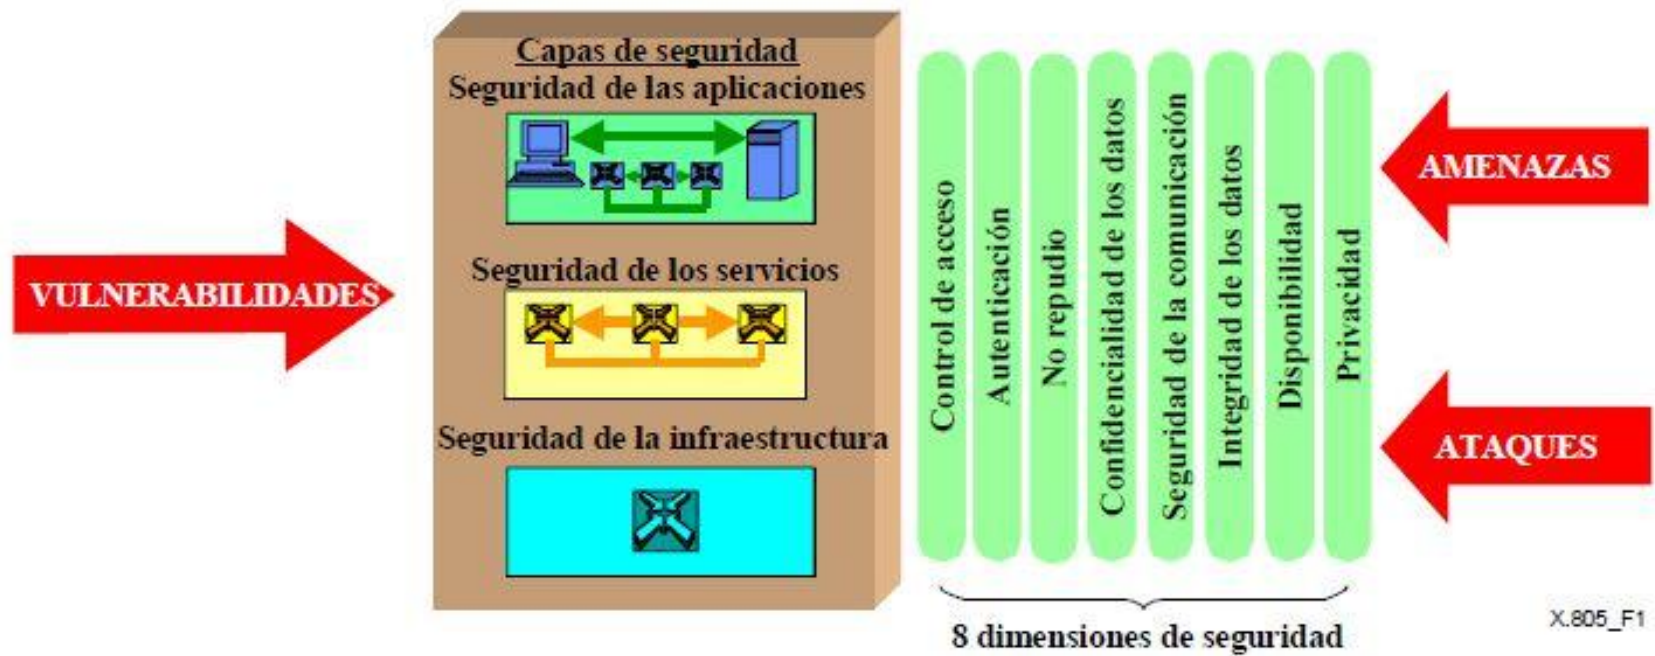 Capas de seguridad
Seguridad de las aplicaciones
Seguridad de los servicios
Seguridad de la infraestructura
VULNERABILIDADES
Control de acceso
Autenticación
No repudio
Confidencialidad de los datos
Seguridad de la comunicación
Integridad de los datos
Disponibilidad
Privacidad
AMENAZAS
ATAQUES
8 dimensiones de seguridad
X.805_F1